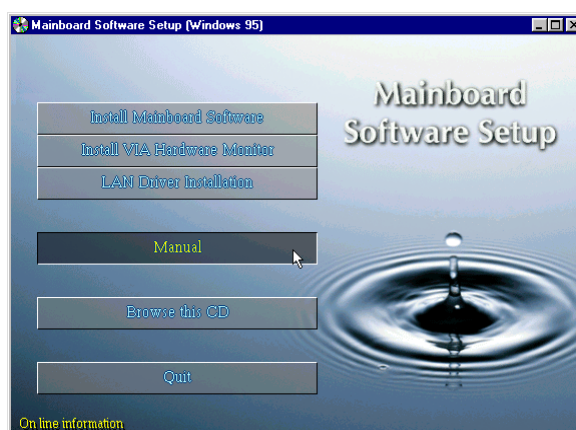 Mainboard Software Setup (Windows 95)
Mainboard
Software Setup
Install Mainboard Software
Install VIA Hardware Monitor
LAN Driver Installation
Manual
Browse this CD
Quit
On line information